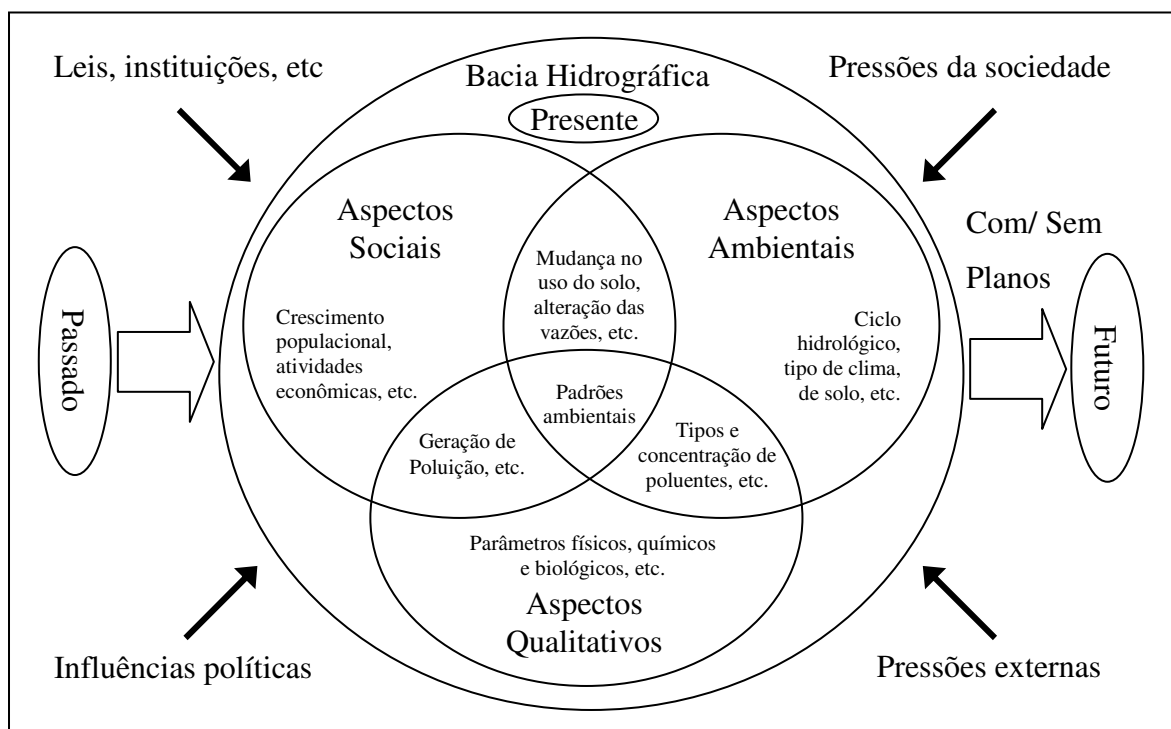 Leis, instituições, etc
Pressões da sociedade
Bacia Hidrográfica
Presente
Aspectos
Sociais
Aspectos
Ambientais
Com/ Sem
Planos
Mudança no
uso do solo,
alteração das
vazões, etc.
Passado
Crescimento
populacional,
atividades
econômicas, etc.
Ciclo
hidrológico,
tipo de clima,
de solo, etc.
Futuro
Padrões
ambientais
Geração de
Poluição, etc.
Tipos e
concentração de
poluentes, etc.
Parâmetros físicos, químicos
e biológicos, etc.
Aspectos
Qualitativos
Influências políticas
Pressões externas